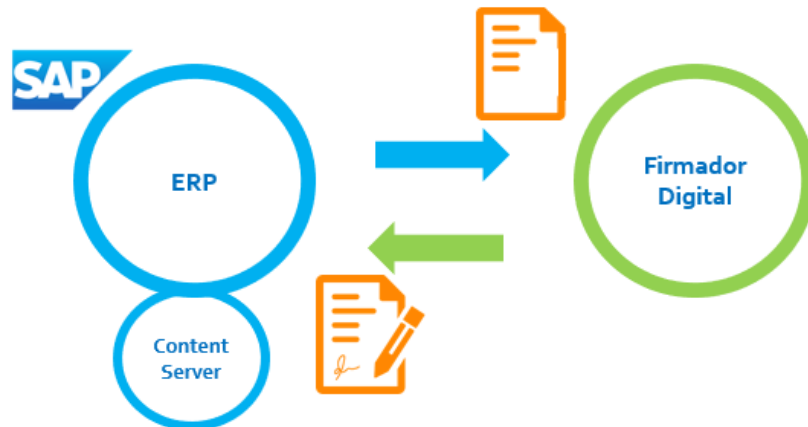 SAP
ERP
Firmador
Digital
Content
Server